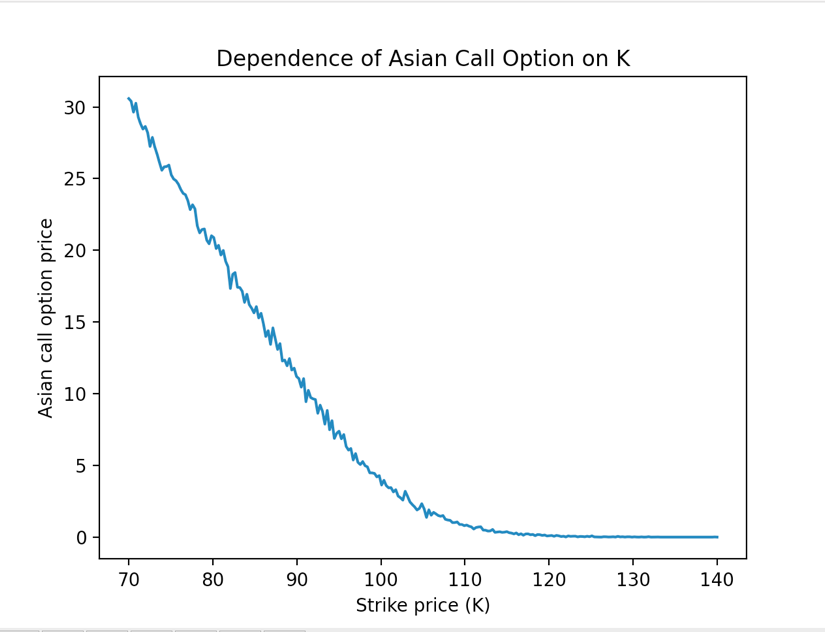 Dependence of Asian Call Option on K
30
25
20
15
10
5
0
Asian call option price
70 80 90 100 110 120 130 140
Strike price (K)